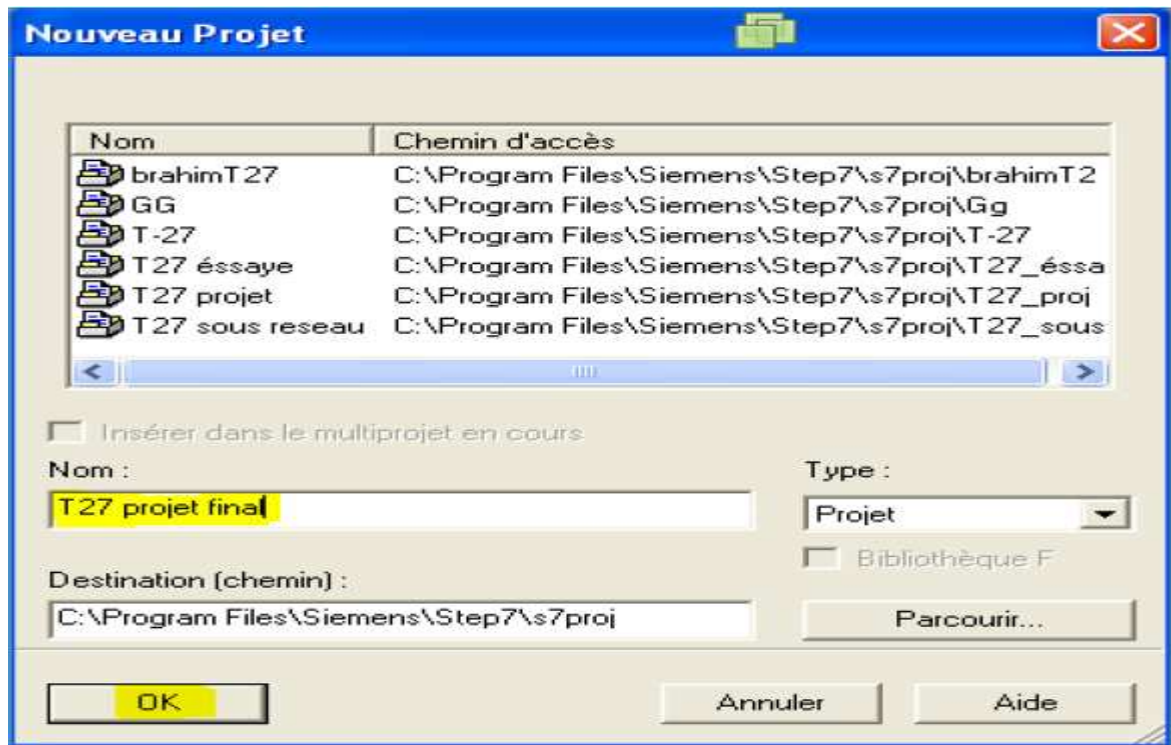 Nouveau Projet
Nom Chemin d'accès
brahimT27 C:\Program Files\Siemens\Step7\s7proj\brahimT2
GG C:\Program Files\Siemens\Step7\s7proj\Gg
T-27 C:\Program Files\Siemens\Step7\s7proj\T-27
T27 éssaye C:\Program Files\Siemens\Step7\s7proj\T27_éssa
T27 projet C:\Program Files\Siemens\Step7\s7proj\T27_proj
T27 sous reseau C:\Program Files\Siemens\Step7\s7proj\T27_sous
Insérer dans le multiprojet en cours
Nom : Type :
T27 projet final Projet
Bibliothèque F
Destination (chemin) :
C:\Program Files\Siemens\Step7\s7proj Parcourir...
OK Annuler Aide